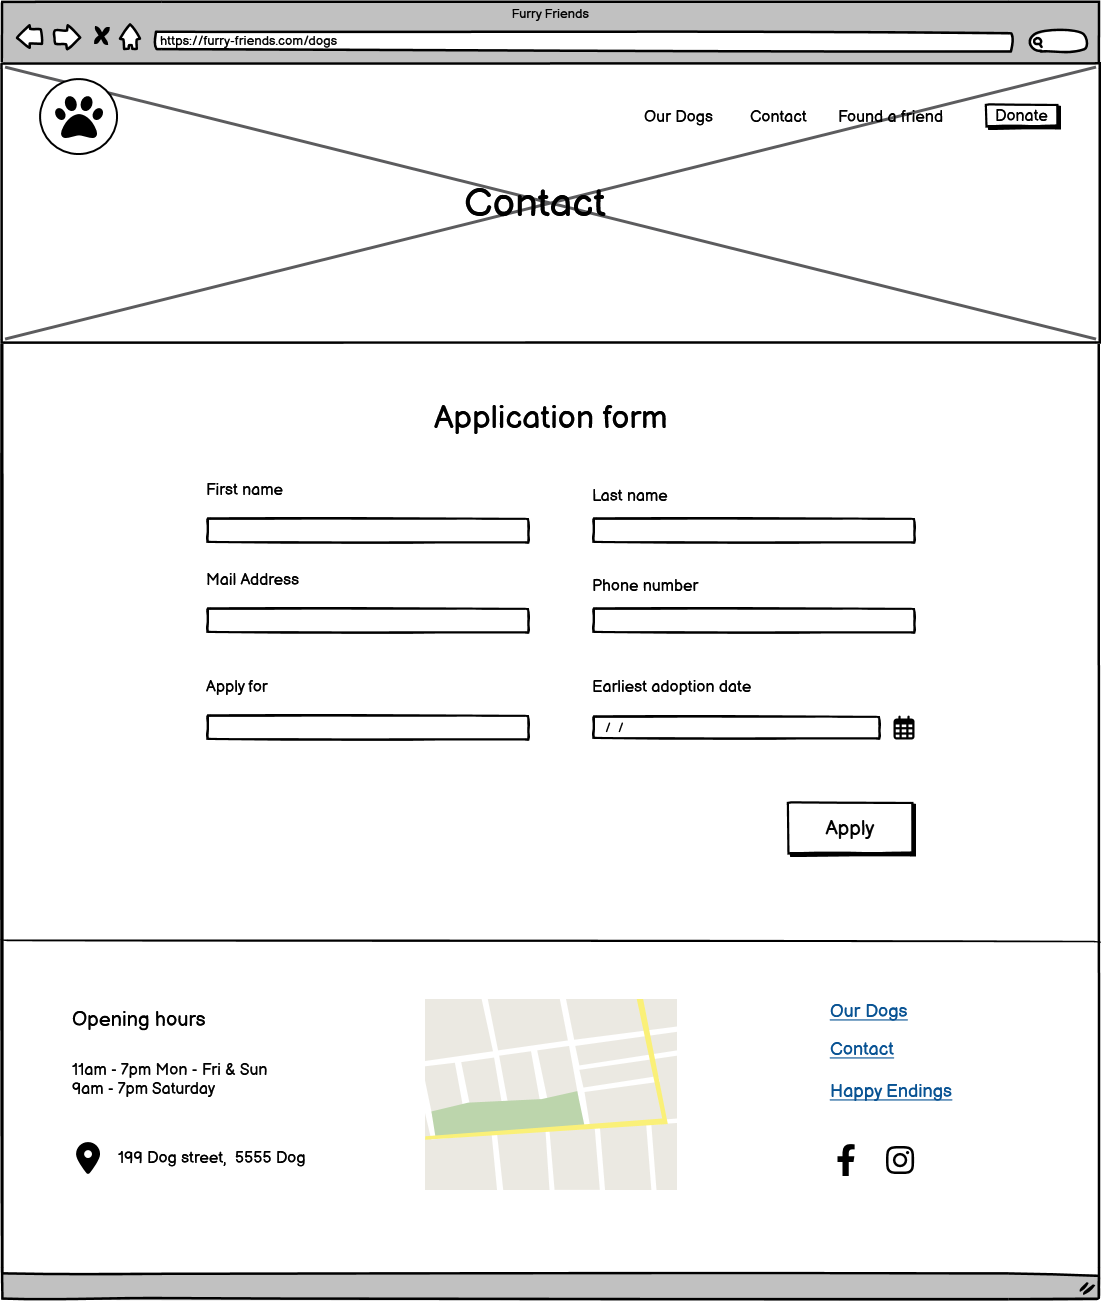 Furry Friends
https://furry-friends.com/dogs
Our Dogs
Contact
Found a friend
Donate
Contact
Application form
First name
Last name
Mail Address
Phone number
Apply for
Earliest adoption date
/ /
Apply
Opening hours
11am - 7pm Mon - Fri & Sun
9am - 7pm Saturday
199 Dog street, 5555 Dog
Our Dogs
Contact
Happy Endings